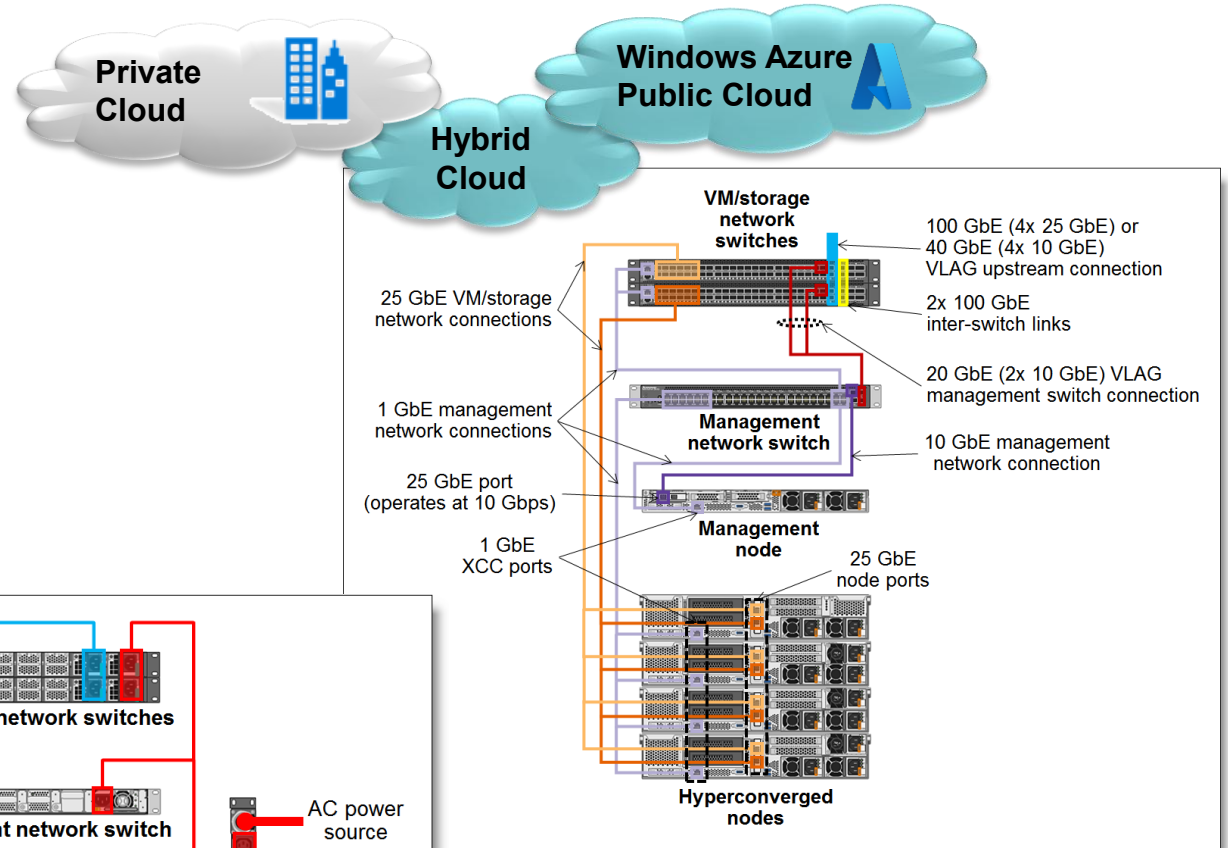 Private
Cloud
Windows Azure
Public Cloud
Hybrid
Cloud
VM/storage
network
switches
100 GbE (4x 25 GbE) or
40 GbE (4x 10 GbE)
VLAG upstream connection
25 GbE VM/storage
network connections
2x 100 GbE
inter-switch links
20 GbE (2x 10 GbE) VLAG
management switch connection
1 GbE management
network connections
Management
network switch
10 GbE management
network connection
25 GbE port
(operates at 10 Gbps)
Management
node
1 GbE
XCC ports
25 GbE
node ports
Hyperconverged
nodes
network switches
network switch
AC power
source